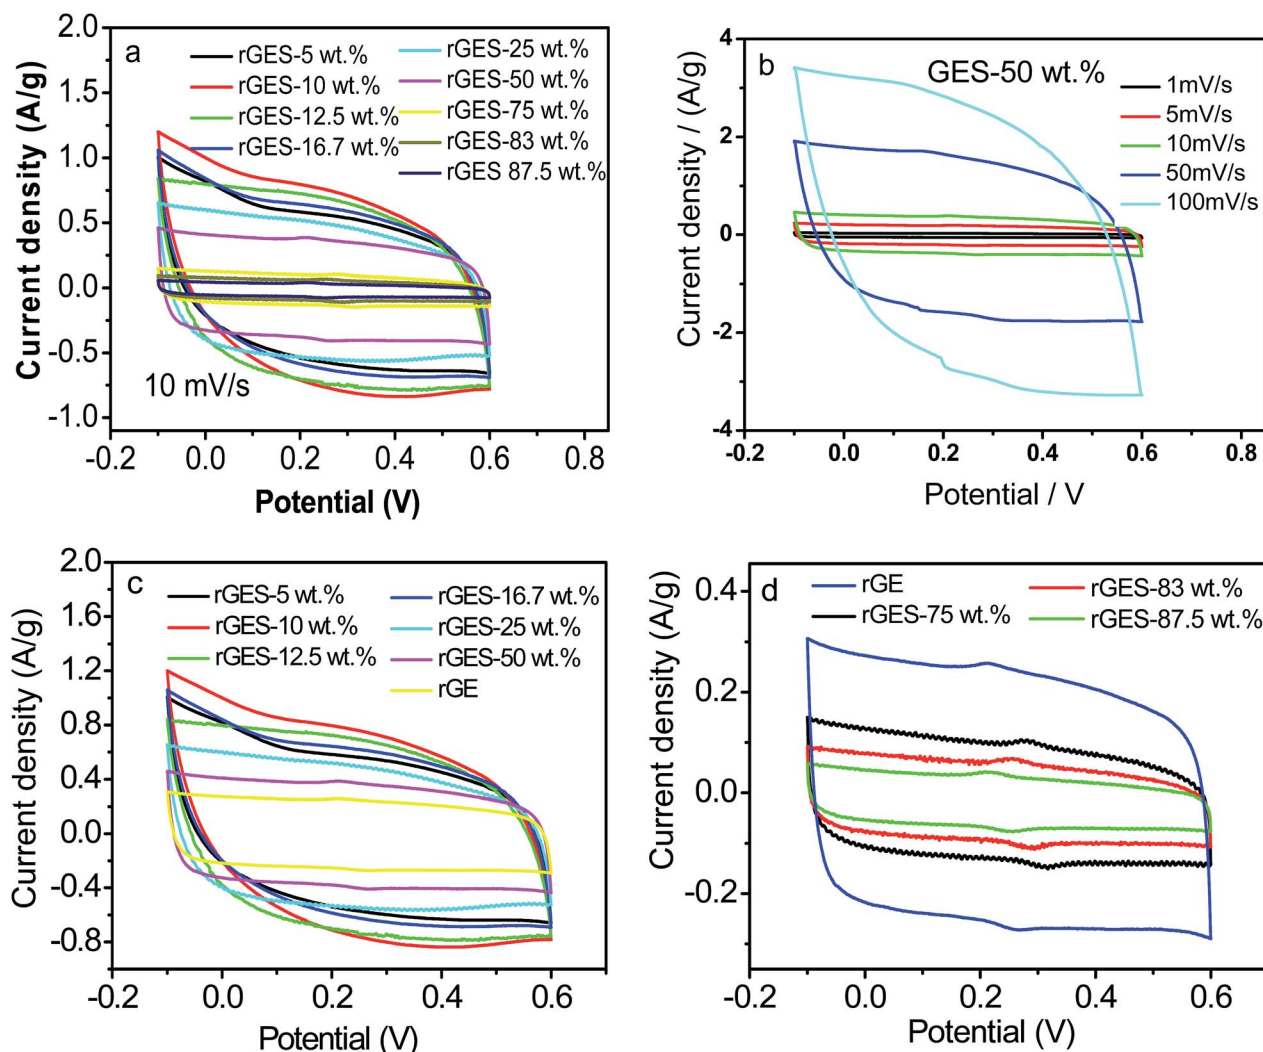 a
rGES-5 wt.%
rGES-10 wt.%
rGES-12.5 wt.%
rGES-16.7 wt.%
rGES-25 wt.%
rGES-50 wt.%
rGES-75 wt.%
rGES-83 wt.%
rGES 87.5 wt.%
10 mV/s
2.0
1.5
1.0
0.5
0.0
-0.5
-1.0
Current density (A/g)
-0.2 0.0 0.2 0.4 0.6 0.8
Potential (V)
b
GES-50 wt.%
1mV/s
5mV/s
10mV/s
50mV/s
100mV/s
4
2
0
-2
-4
Current density / (A/g)
-0.2 0.0 0.2 0.4 0.6 0.8
Potential / V
c
rGES-5 wt.%
rGES-10 wt.%
rGES-12.5 wt.%
rGES-16.7 wt.%
rGES-25 wt.%
rGES-50 wt.%
rGE
2.0
1.6
1.2
0.8
0.4
0.0
-0.4
-0.8
Current density (A/g)
-0.2 0.0 0.2 0.4 0.6
Potential (V)
d
rGE
rGES-75 wt.%
rGES-83 wt.%
rGES-87.5 wt.%
0.4
0.2
0.0
-0.2
Current density (A/g)
-0.2 0.0 0.2 0.4 0.6
Potential (V)